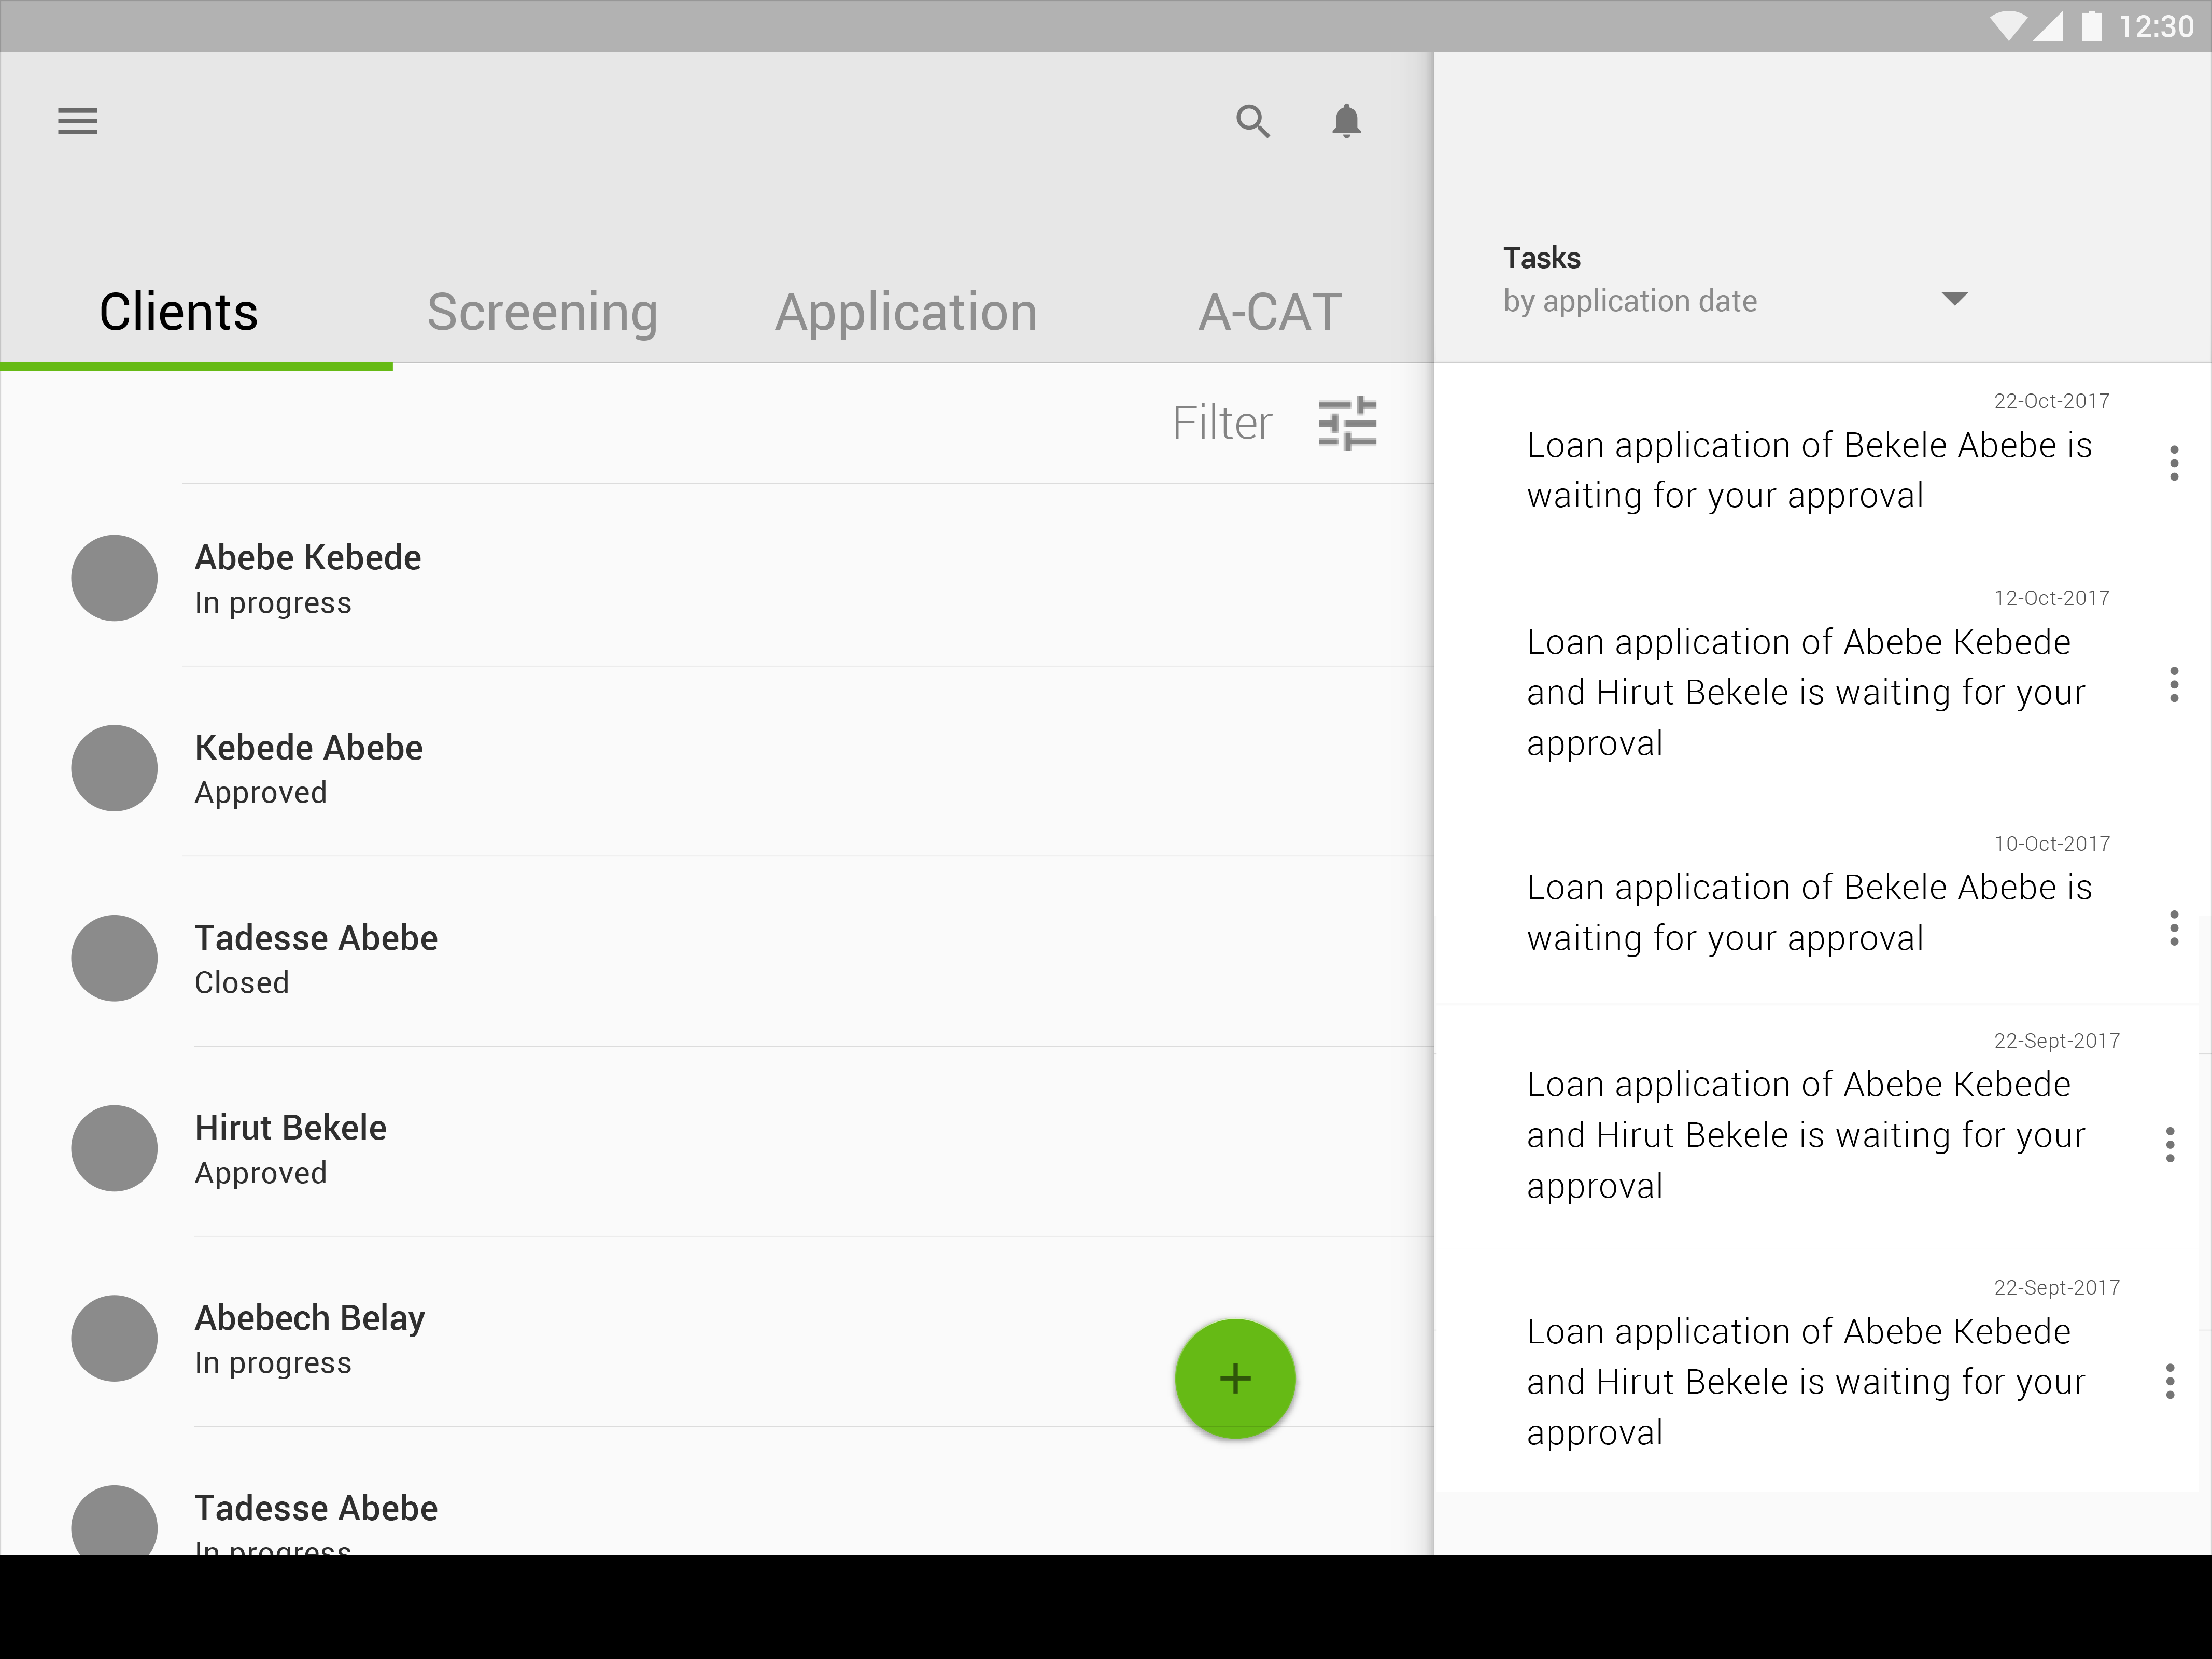 12:30
Clients
Screening
Application
A-CAT
Filter
Abebe Kebede
In progress
Kebede Abebe
Approved
Tadesse Abebe
Closed
Hirut Bekele
Approved
Abebech Belay
In progress
Tadesse Abebe
In progress
Tasks
by application date
22-Oct-2017
Loan application of Bekele Abebe is
waiting for your approval
12-Oct-2017
Loan application of Abebe Kebede
and Hirut Bekele is waiting for your
approval
10-Oct-2017
Loan application of Bekele Abebe is
waiting for your approval
22-Sept-2017
Loan application of Abebe Kebede
and Hirut Bekele is waiting for your
approval
22-Sept-2017
Loan application of Abebe Kebede
and Hirut Bekele is waiting for your
approval